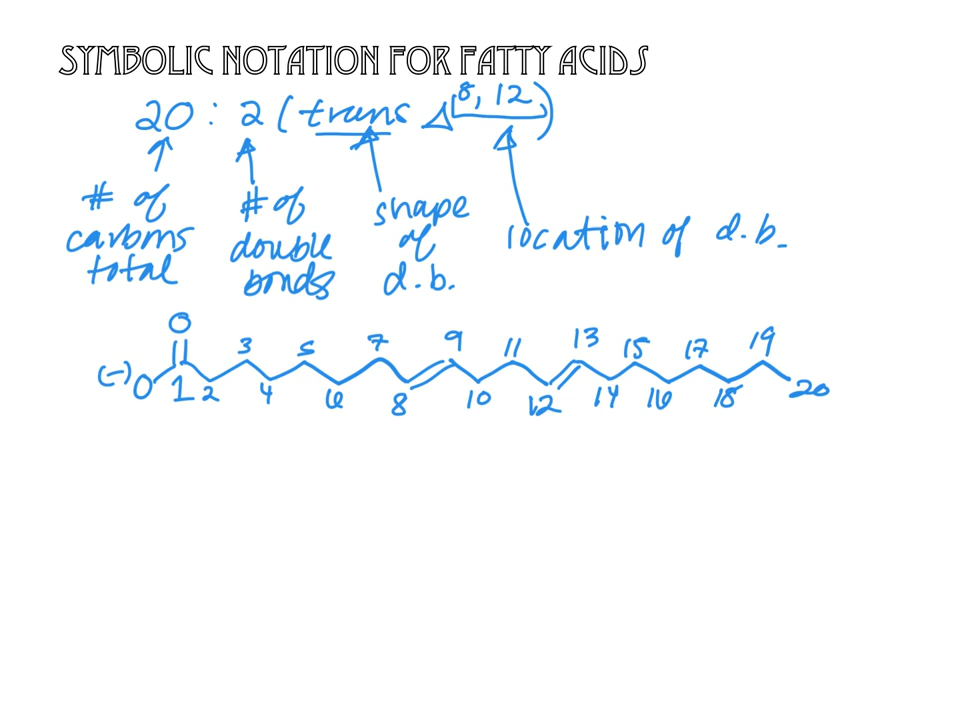 SYMBOLIC NOTATION FOR FATTY ACIDS
20 : 2 ( trans Δ8, 12 )
# of carbons total
# of double bonds
shape of d.b.
location of d.b.
O
3 5 7 9 11 13 15 17 19
(-) O 1 2 4 6 8 10 12 14 16 18 20